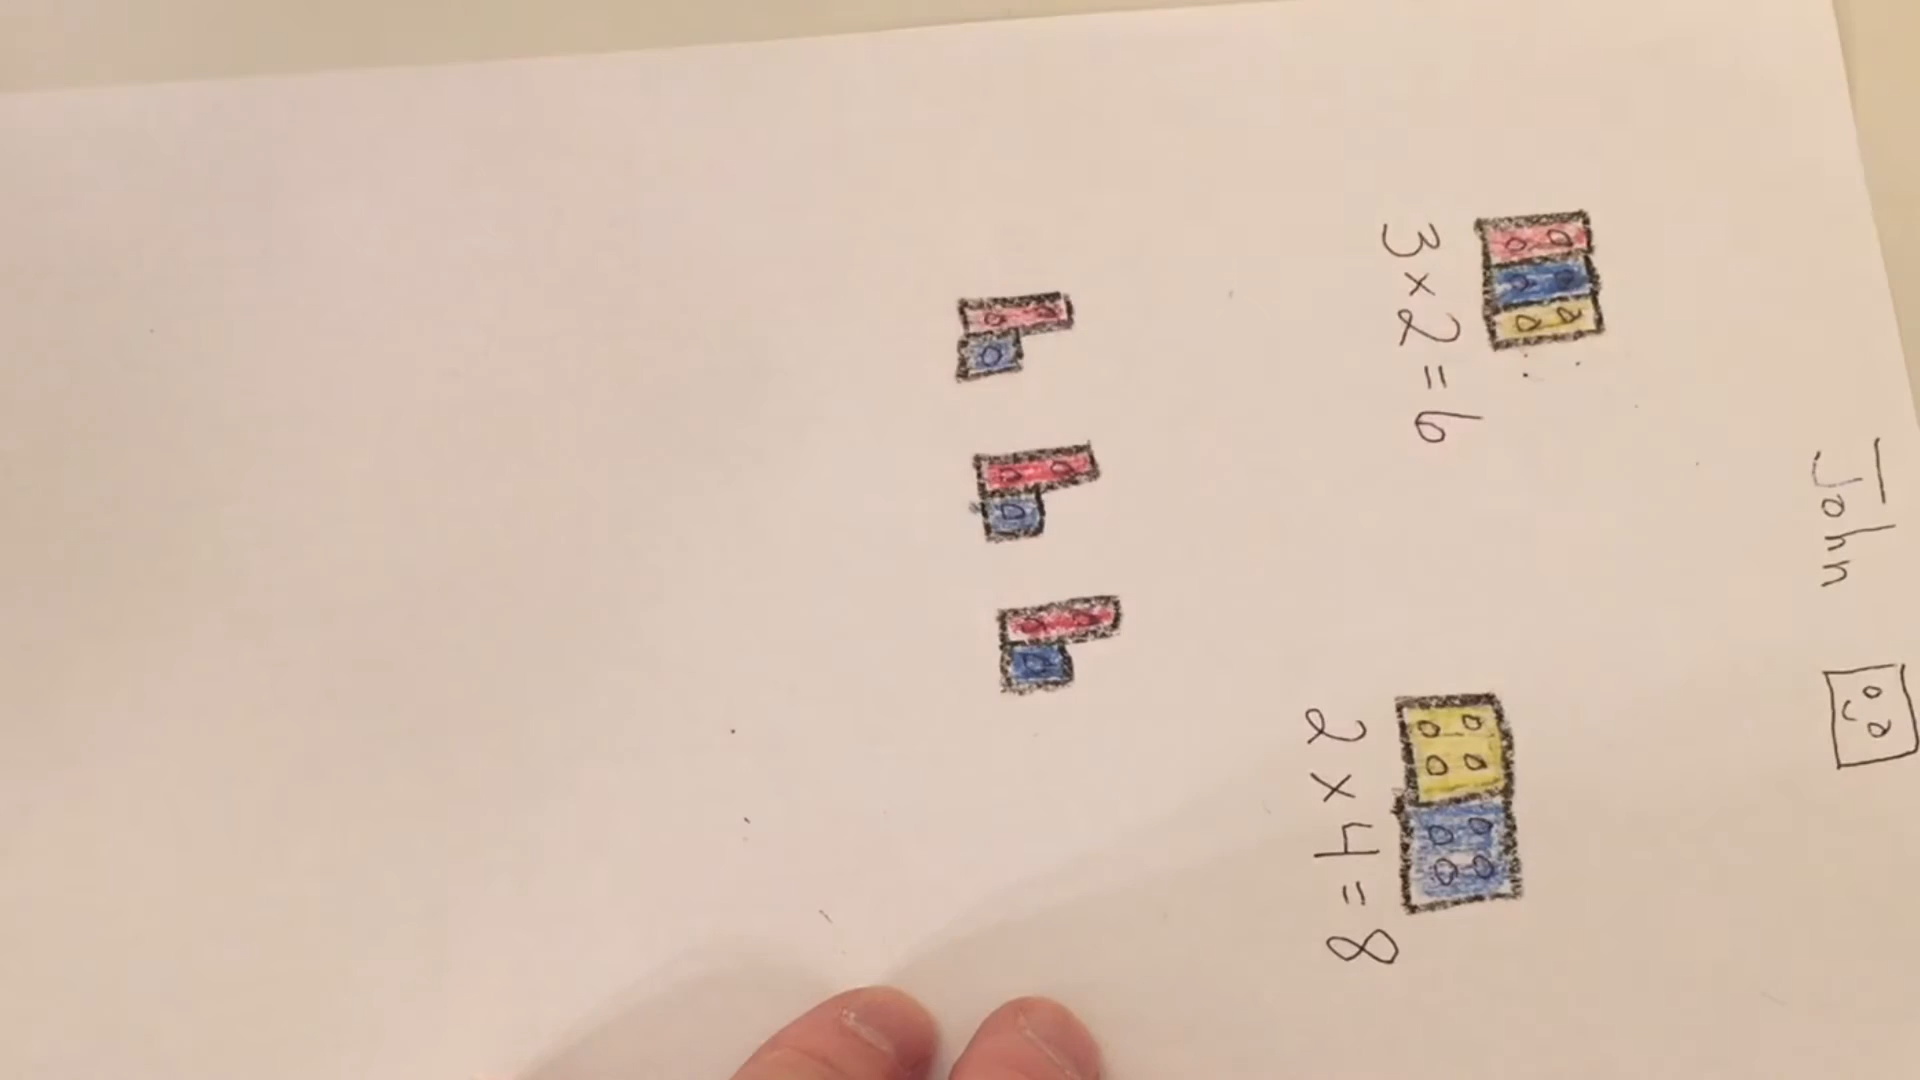 John
3 × 2 = 6
2 × 4 = 8